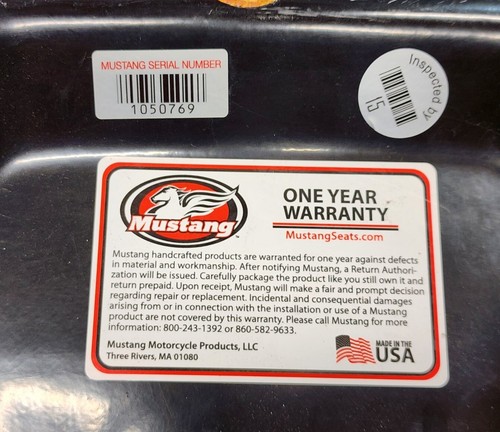 MUSTANG SERIAL NUMBER
1050769
Inspected by
15
Mustang
ONE YEAR
WARRANTY
MustangSeats.com
Mustang handcrafted products are warranted for one year against defects
in material and workmanship. After notifying Mustang, a Return Authori-
zation will be issued. Carefully package the product like you still own it and
return prepaid. Upon receipt, Mustang will make a fair and prompt decision
regarding repair or replacement. Incidental and consequential damages
arising from or in connection with the installation or use of a Mustang
product are not covered by this warranty. Please call Mustang for more
information: 800-243-1392 or 860-582-9633.
Mustang Motorcycle Products, LLC
Three Rivers, MA 01080
MADE IN THE
USA